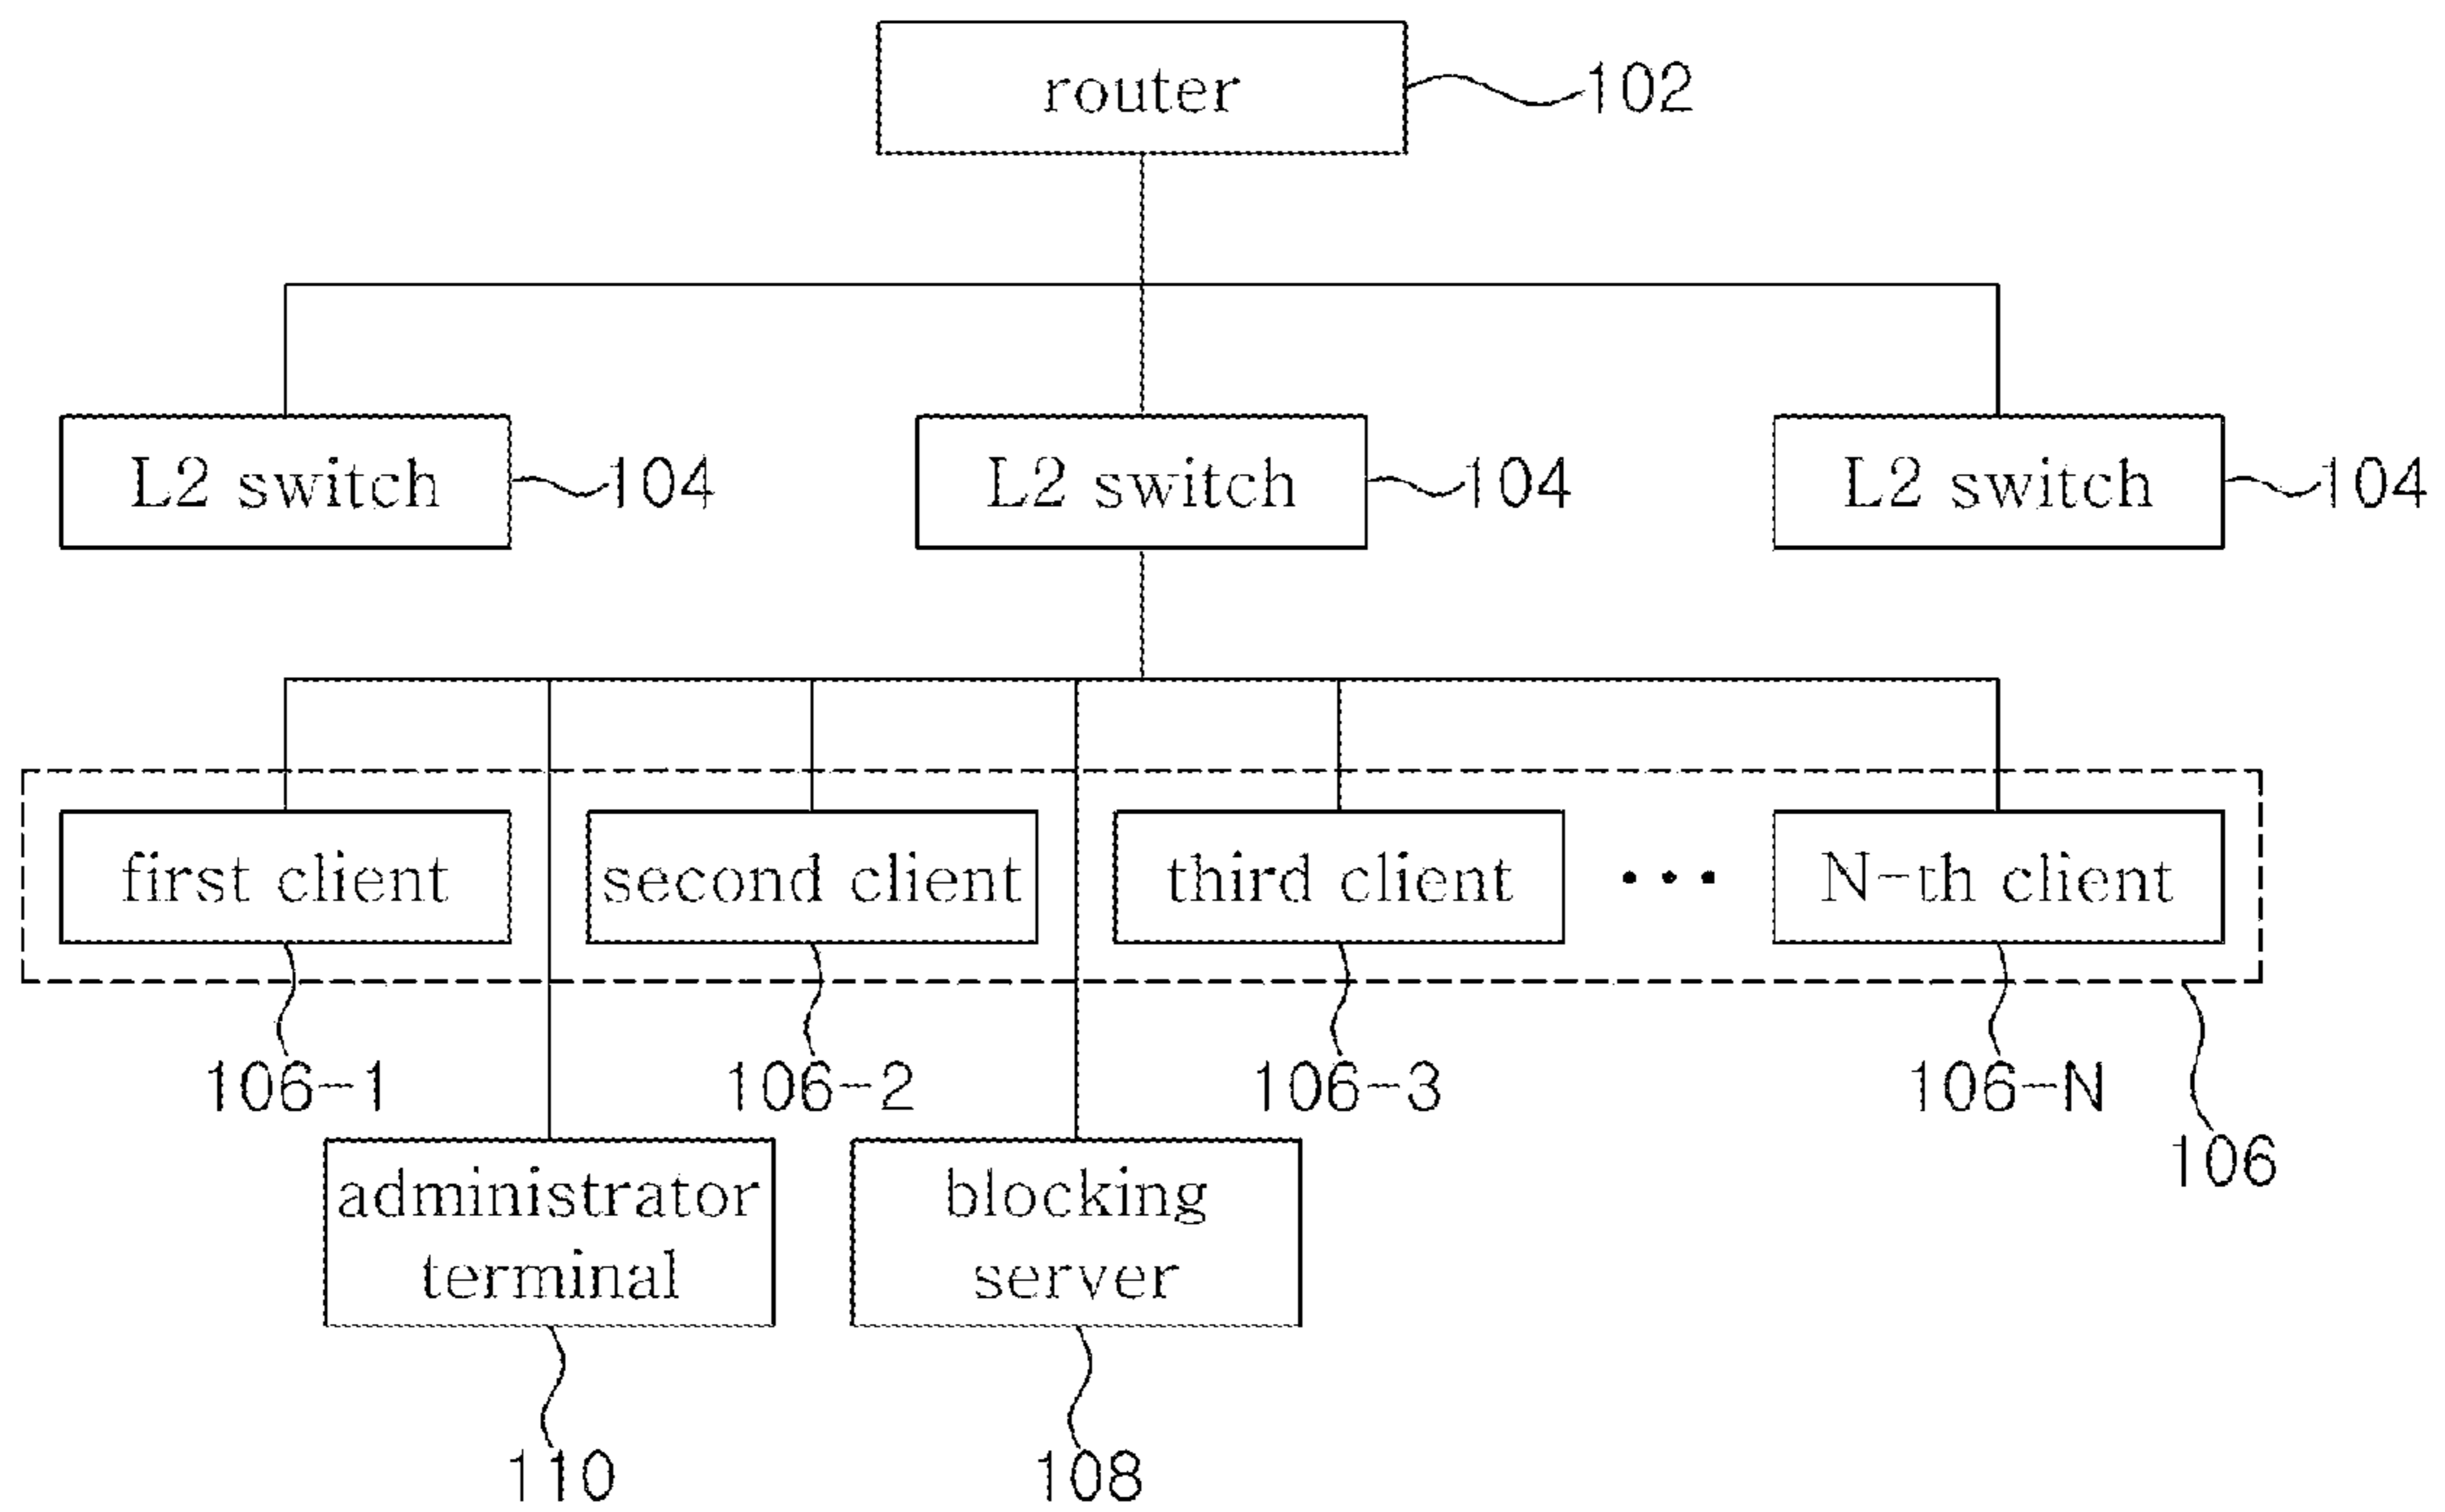 router
102
L2 switch
104
L2 switch
104
L2 switch
104
first client
second client
third client
• • •
N-th client
106-1
106-2
106-3
106-N
106
administrator
terminal
blocking
server
110
108